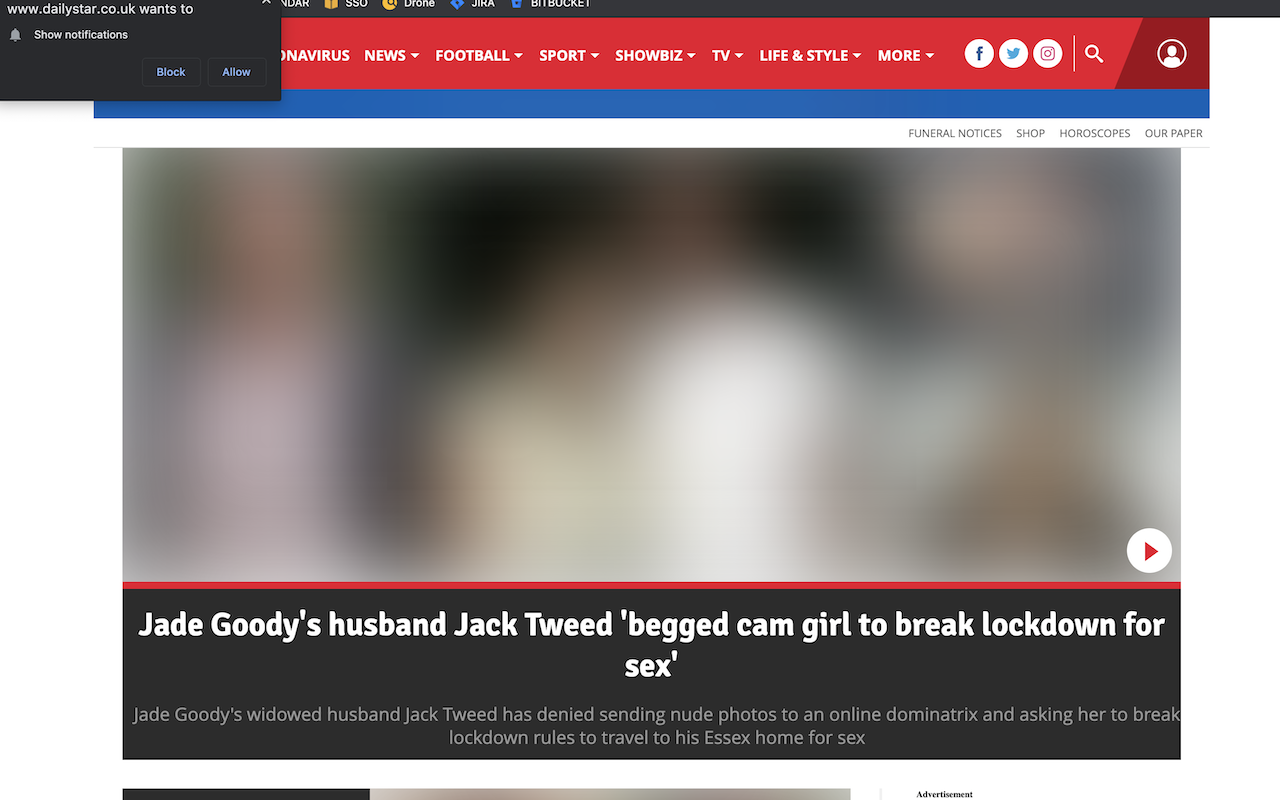 www.dailystar.co.uk wants to
Show notifications
Block Allow
SSO Drone JIRA BITBUCKET
NEWS FOOTBALL SPORT SHOWBIZ TV LIFE & STYLE MORE
FUNERAL NOTICES SHOP HOROSCOPES OUR PAPER
Jade Goody's husband Jack Tweed 'begged cam girl to break lockdown for
sex'
Jade Goody's widowed husband Jack Tweed has denied sending nude photos to an online dominatrix and asking her to break
lockdown rules to travel to his Essex home for sex
Advertisement